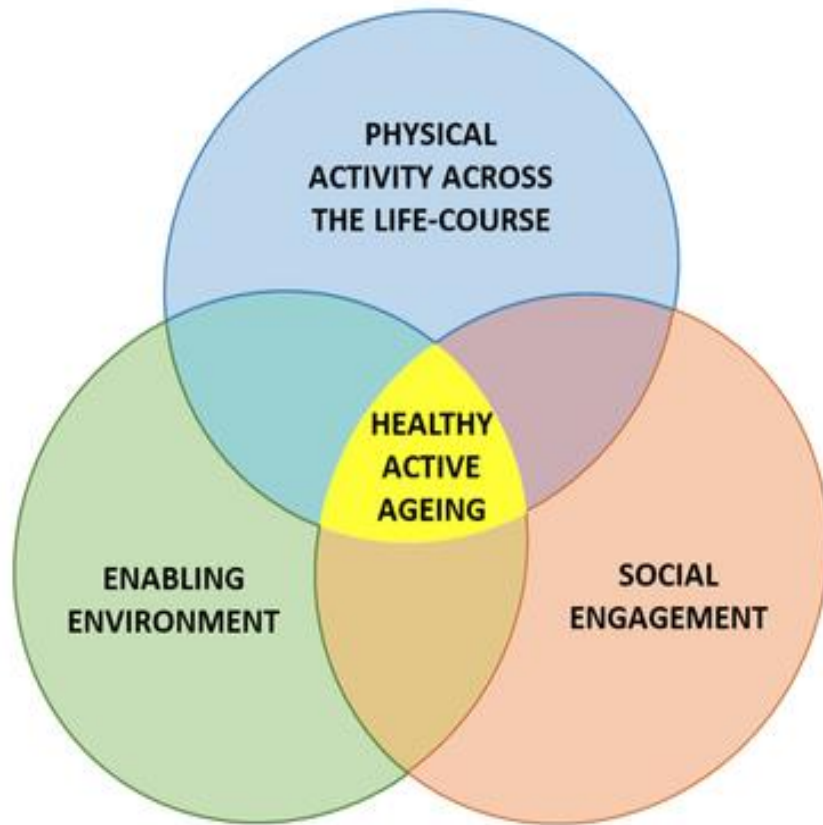 PHYSICAL
ACTIVITY ACROSS
THE LIFE-COURSE
HEALTHY
ACTIVE
AGEING
ENABLING
ENVIRONMENT
SOCIAL
ENGAGEMENT